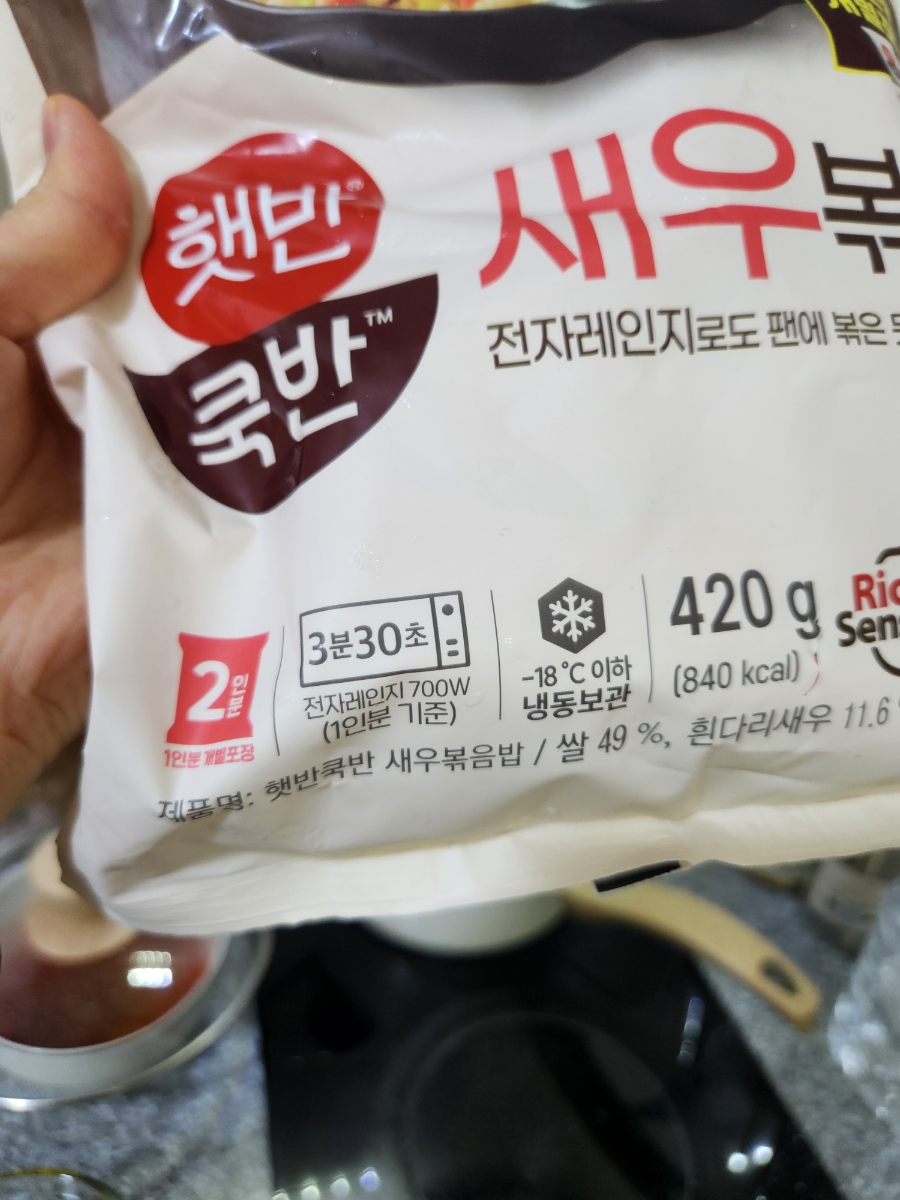 햇반®
쿡반™
새우볶
전자레인지로도 팬에 볶은
2인분
1인분 개별포장
3분30초
전자레인지 700W
(1인분 기준)
-18℃ 이하
냉동보관
420 g
(840 kcal)
제품명: 햇반쿡반 새우볶음밥 / 쌀 49 %, 흰다리새우 11.6